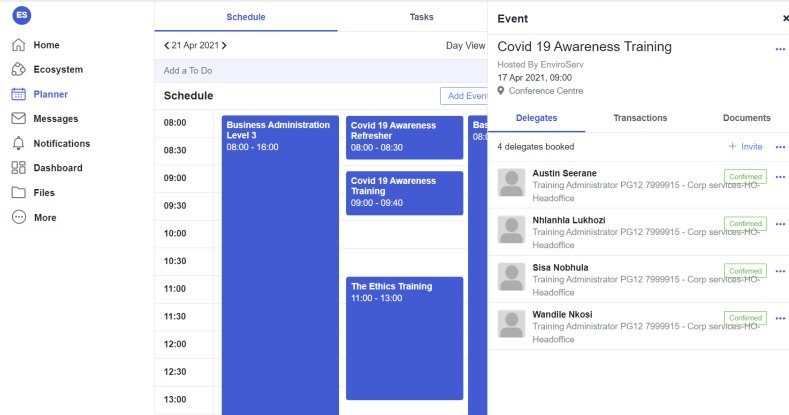 ES
Home
Ecosystem
Planner
Messages
Notifications
Dashboard
Files
More
Schedule
Tasks
21 Apr 2021
Day View
Add a To Do
Schedule
Add Event
08:00
08:30
09:00
09:30
10:00
10:30
11:00
11:30
12:00
12:30
13:00
Business Administration
Level 3
08:00 - 16:00
Covid 19 Awareness
Refresher
08:00 - 08:30
Covid 19 Awareness
Training
09:00 - 09:40
The Ethics Training
11:00 - 13:00
Bas
08:0
Event
Covid 19 Awareness Training
Hosted By EnviroServ
17 Apr 2021, 09:00
Conference Centre
Delegates
Transactions
Documents
4 delegates booked
+ Invite
Austin Seerane
Confirmed
Training Administrator PG12 7999915 - Corp services-HO-
Headoffice
Nhlanhla Lukhozi
Confirmed
Training Administrator PG12 7999915 - Corp services-HO-
Headoffice
Sisa Nobhula
Confirmed
Training Administrator PG12 7999915 - Corp services-HO-
Headoffice
Wandile Nkosi
Confirmed
Training Administrator PG12 7999915 - Corp services-HO-
Headoffice